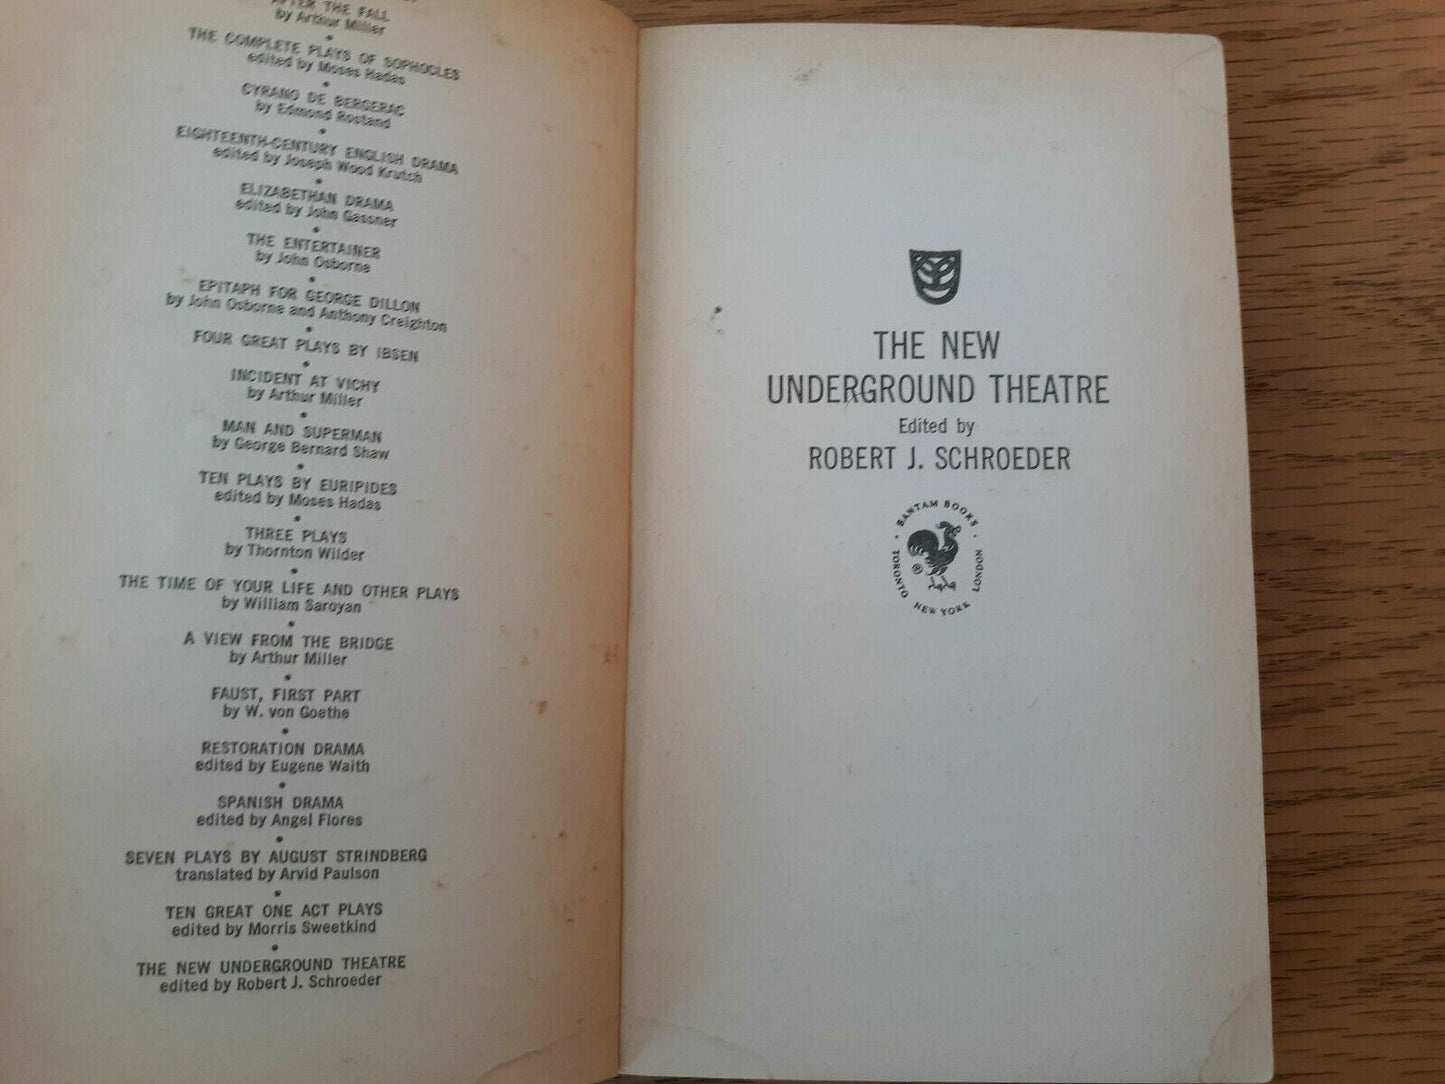 AFTER THE FALL
by Arthur Miller
•
THE COMPLETE PLAYS OF SOPHOCLES
edited by Moses Hadas
•
CYRANO DE BERGERAC
by Edmond Rostand
•
EIGHTEENTH-CENTURY ENGLISH DRAMA
edited by Joseph Wood Krutch
•
ELIZABETHAN DRAMA
edited by John Gassner
•
THE ENTERTAINER
by John Osborne
•
EPITAPH FOR GEORGE DILLON
by John Osborne and Anthony Creighton
•
FOUR GREAT PLAYS BY IBSEN
•
INCIDENT AT VICHY
by Arthur Miller
•
MAN AND SUPERMAN
by George Bernard Shaw
•
TEN PLAYS BY EURIPIDES
edited by Moses Hadas
•
THREE PLAYS
by Thornton Wilder
•
THE TIME OF YOUR LIFE AND OTHER PLAYS
by William Saroyan
•
A VIEW FROM THE BRIDGE
by Arthur Miller
•
FAUST, FIRST PART
by W. von Goethe
•
RESTORATION DRAMA
edited by Eugene Waith
•
SPANISH DRAMA
edited by Angel Flores
•
SEVEN PLAYS BY AUGUST STRINDBERG
translated by Arvid Paulson
•
TEN GREAT ONE ACT PLAYS
edited by Morris Sweetkind
•
THE NEW UNDERGROUND THEATRE
edited by Robert J. Schroeder
THE NEW
UNDERGROUND THEATRE
Edited by
ROBERT J. SCHROEDER
BANTAM BOOKS
®
TORONTO • NEW YORK • LONDON